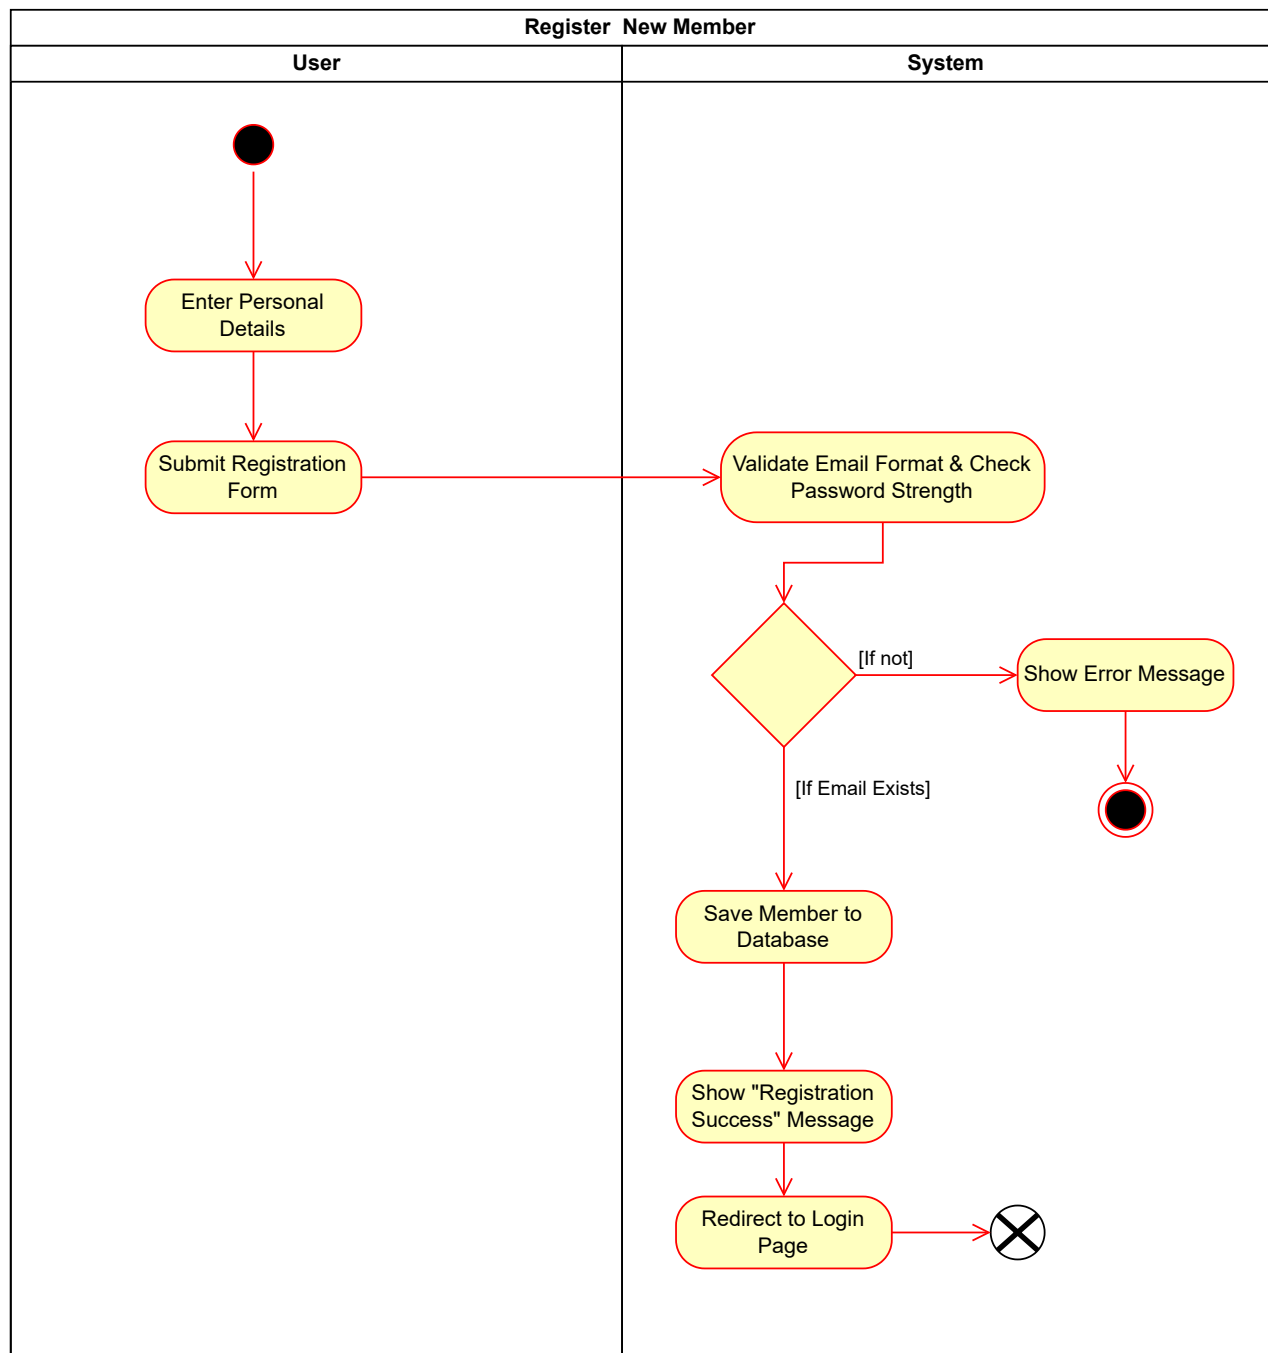 Register  New Member
User
System
Enter Personal
Details
Submit Registration
Form
Validate Email Format & Check
Password Strength
[If not]
Show Error Message
[If Email Exists]
Save Member to
Database
Show "Registration
Success" Message
Redirect to Login
Page